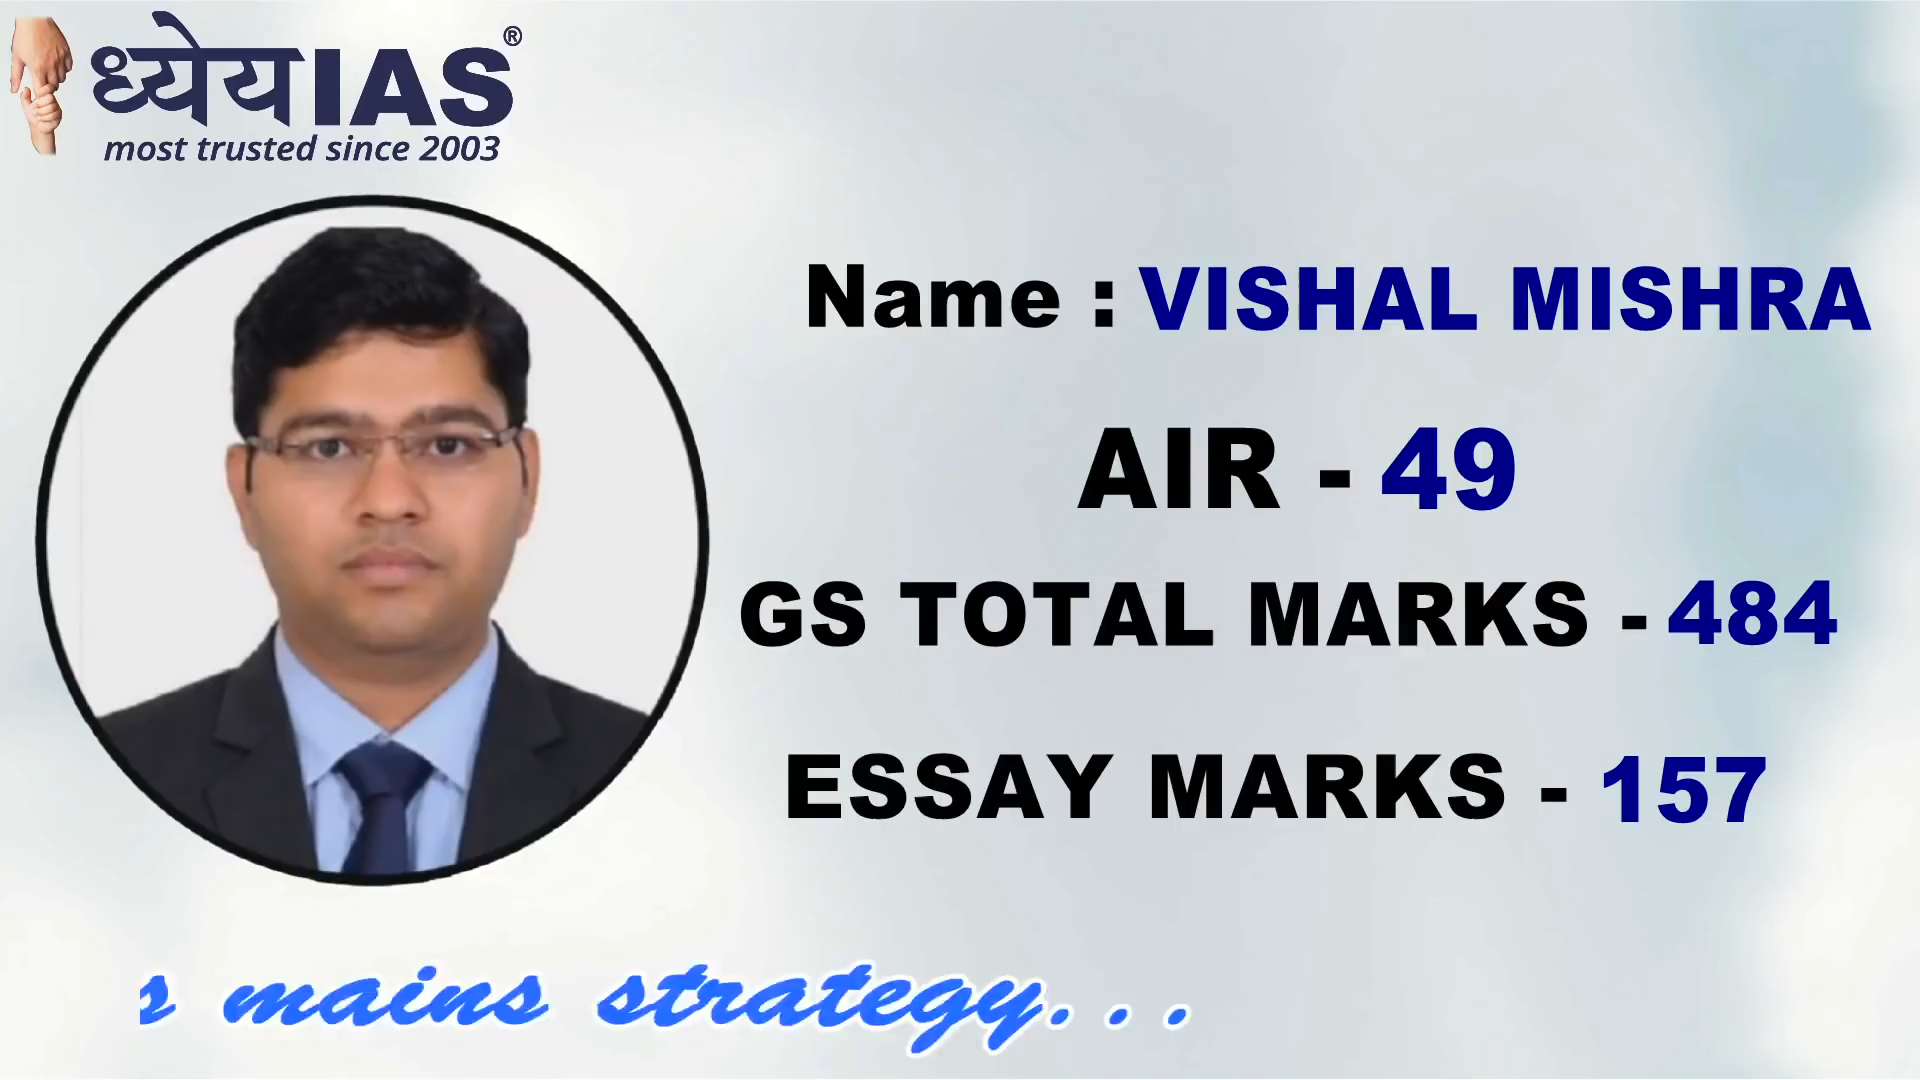 ध्येयIAS®
most trusted since 2003
Name : VISHAL MISHRA
AIR - 49
GS TOTAL MARKS - 484
ESSAY MARKS - 157
s mains strategy...